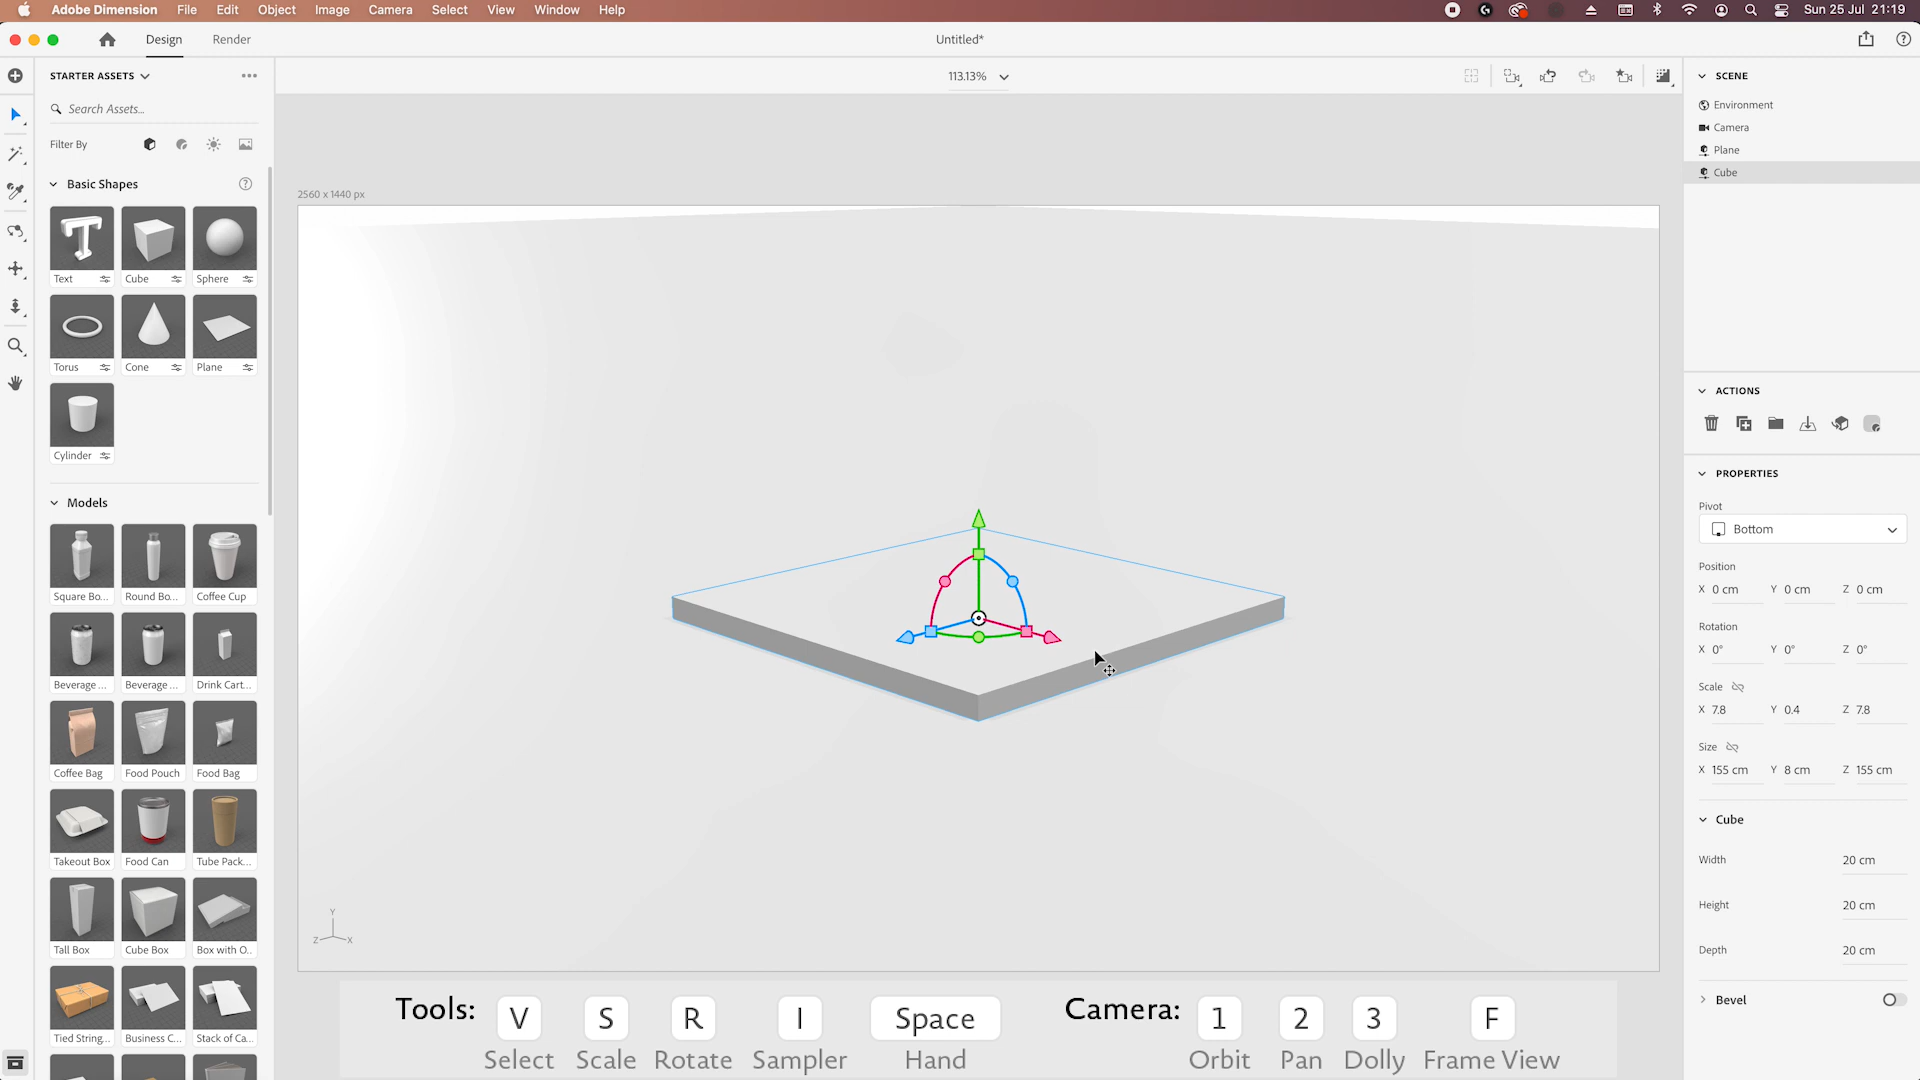 Adobe Dimension File Edit Object Image Camera Select View Window Help Sun 25 Jul 21:19
Design Render Untitled*
STARTER ASSETS
Search Assets...
Filter By
Basic Shapes
Text Cube Sphere
Torus Cone Plane
Cylinder
Models
Square Bo... Round Bo... Coffee Cup
Beverage ... Beverage ... Drink Cart...
Coffee Bag Food Pouch Food Bag
Takeout Box Food Can Tube Pack...
Tall Box Cube Box Box with O...
Tied String... Business C... Stack of Ca...
113.13%
2560 x 1440 px
Y
Z X
Tools: V S R I Space Camera: 1 2 3 F
Select Scale Rotate Sampler Hand Orbit Pan Dolly Frame View
SCENE
Environment
Camera
Plane
Cube
ACTIONS
PROPERTIES
Pivot
Bottom
Position
X 0 cm Y 0 cm Z 0 cm
Rotation
X 0° Y 0° Z 0°
Scale
X 7.8 Y 0.4 Z 7.8
Size
X 155 cm Y 8 cm Z 155 cm
Cube
Width 20 cm
Height 20 cm
Depth 20 cm
Bevel